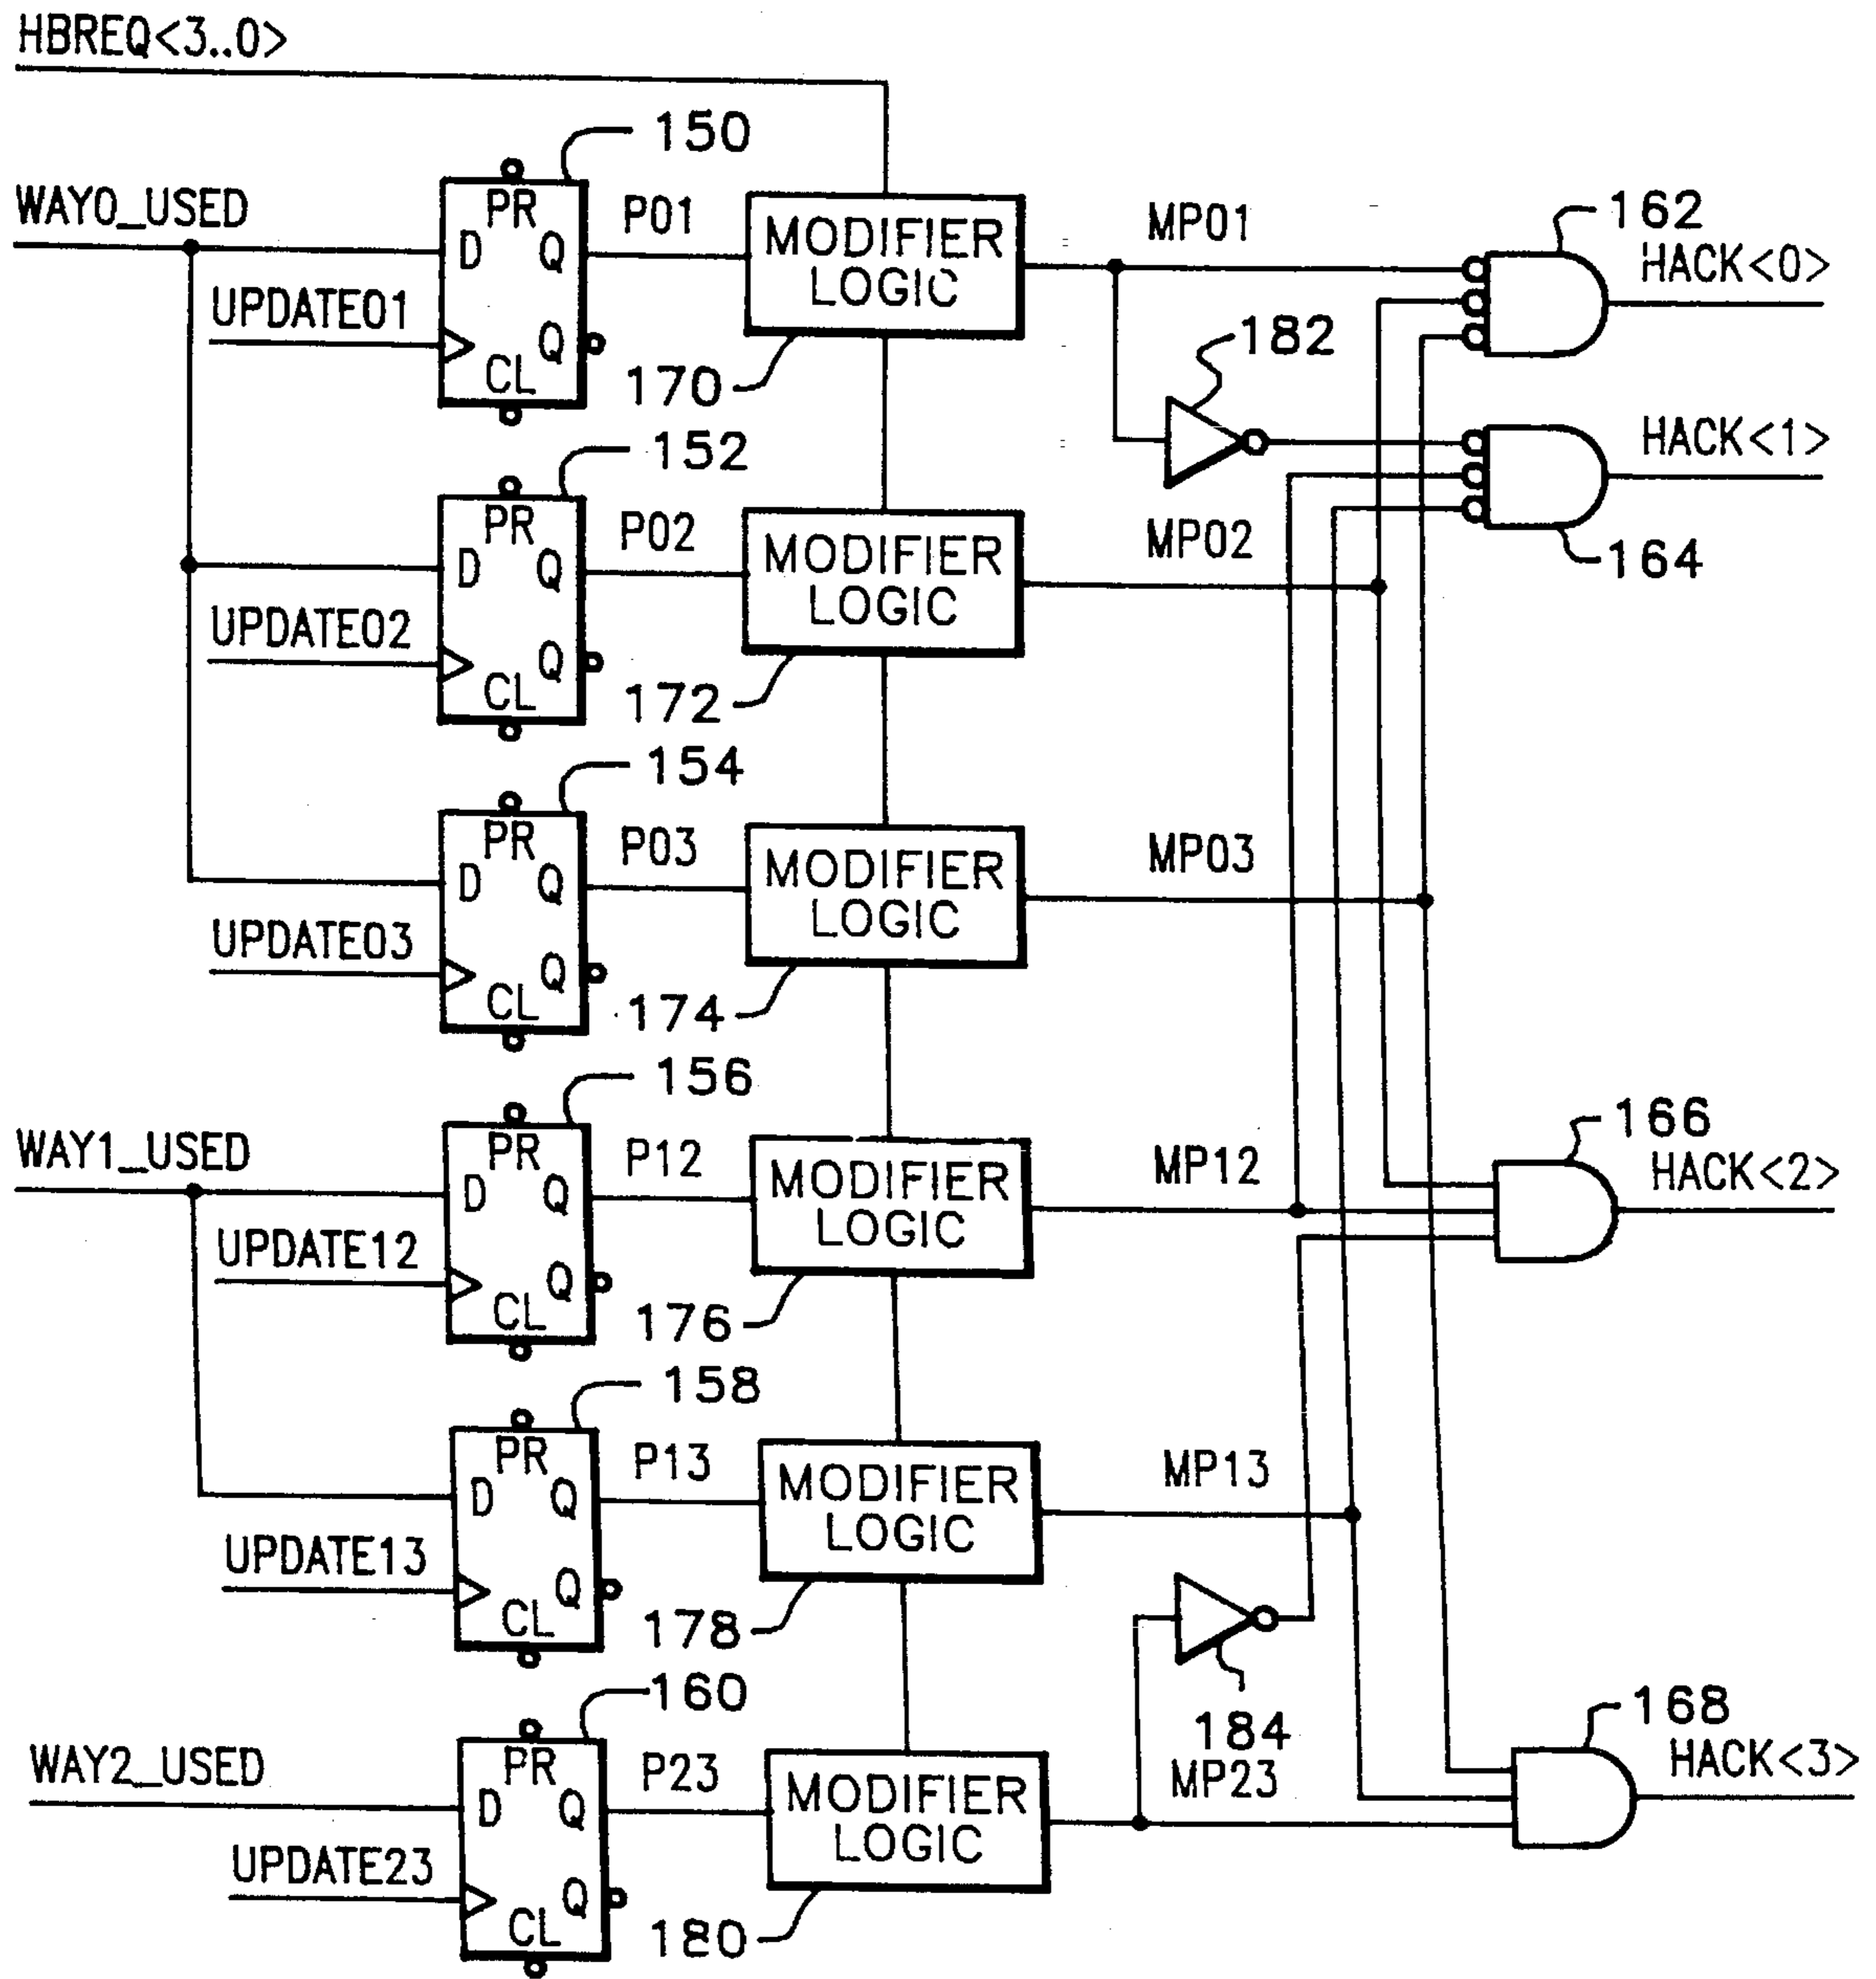 HBREQ<3..0>
150
WAY0_USED
PR
P01
D
Q
MODIFIER
LOGIC
MP01
162
HACK<0>
UPDATE01
Q
CL
170
182
152
HACK<1>
PR
P02
D
Q
MODIFIER
LOGIC
MP02
164
UPDATE02
Q
CL
172
154
PR
P03
D
Q
MODIFIER
LOGIC
MP03
UPDATE03
Q
CL
174
156
WAY1_USED
PR
P12
D
Q
MODIFIER
LOGIC
MP12
166
HACK<2>
UPDATE12
Q
CL
176
158
PR
P13
D
Q
MODIFIER
LOGIC
MP13
UPDATE13
Q
CL
178
184
160
WAY2_USED
PR
P23
D
Q
MODIFIER
LOGIC
MP23
168
HACK<3>
UPDATE23
Q
CL
180